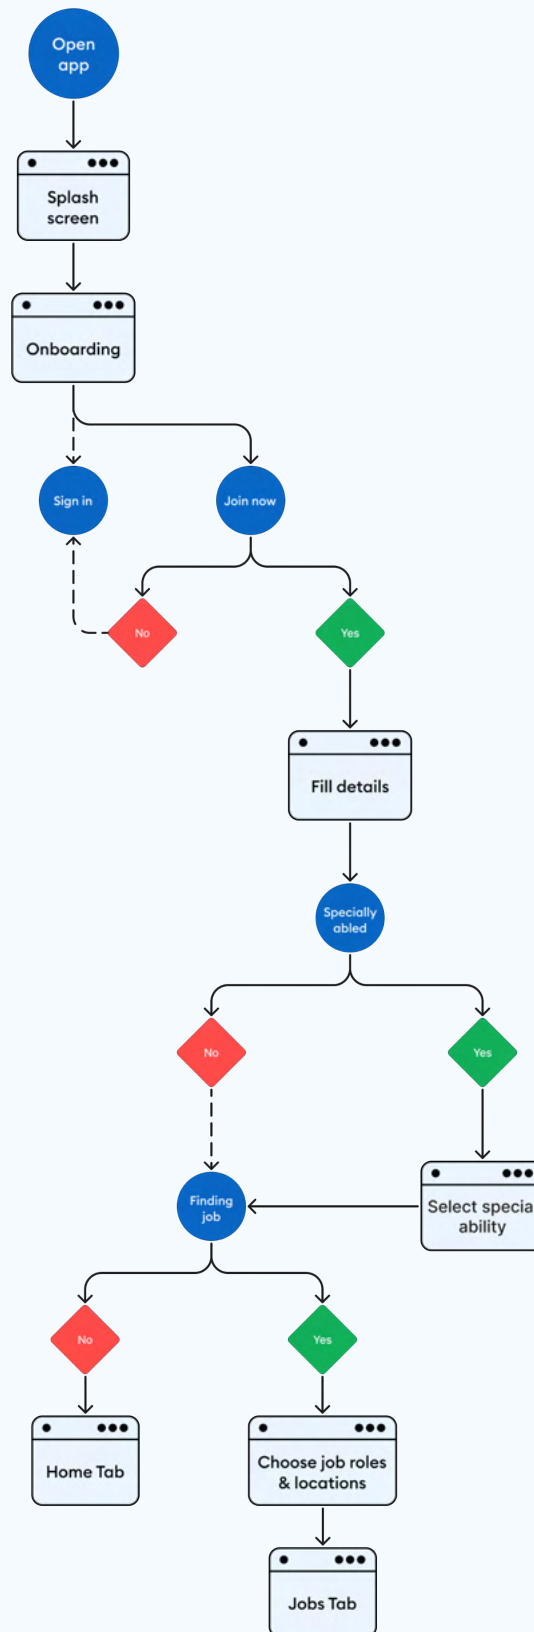 Open
app
Splash
screen
Onboarding
Sign in
Join now
No
Yes
Fill details
Specially
abled
No
Yes
Finding
job
Select specia
ability
No
Yes
Home Tab
Choose job roles
& locations
Jobs Tab